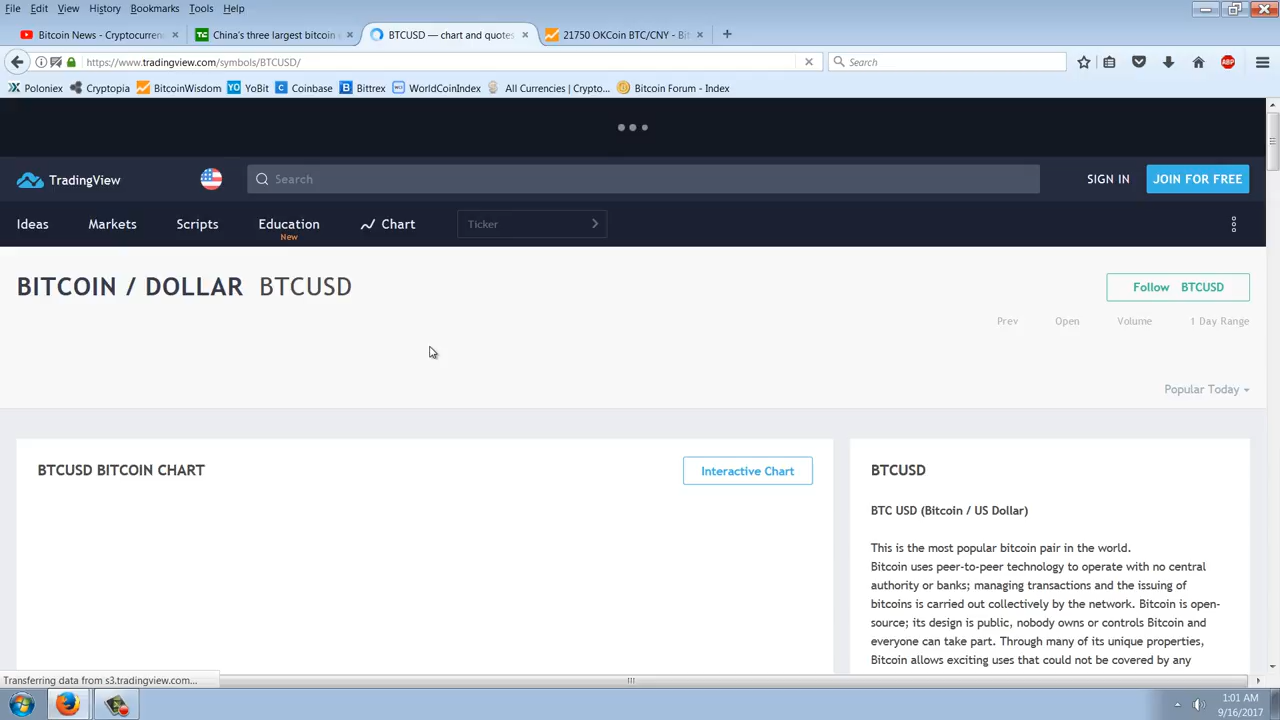 File Edit View History Bookmarks Tools Help
Bitcoin News - Cryptocurren
China's three largest bitcoin e
BTCUSD — chart and quotes
21750 OKCoin BTC/CNY - Bit
https://www.tradingview.com/symbols/BTCUSD/
Search
Poloniex Cryptopia BitcoinWisdom YoBit Coinbase Bittrex WorldCoinIndex All Currencies | Crypto... Bitcoin Forum - Index
TradingView
Search
SIGN IN
JOIN FOR FREE
Ideas Markets Scripts Education Chart Ticker
New
BITCOIN / DOLLAR BTCUSD
Follow BTCUSD
Prev Open Volume 1 Day Range
Popular Today
BTCUSD BITCOIN CHART
Interactive Chart
BTCUSD
BTC USD (Bitcoin / US Dollar)
This is the most popular bitcoin pair in the world.
Bitcoin uses peer-to-peer technology to operate with no central
authority or banks; managing transactions and the issuing of
bitcoins is carried out collectively by the network. Bitcoin is open-
source; its design is public, nobody owns or controls Bitcoin and
everyone can take part. Through many of its unique properties,
Bitcoin allows exciting uses that could not be covered by any
Transferring data from s3.tradingview.com...
1:01 AM
9/16/2017